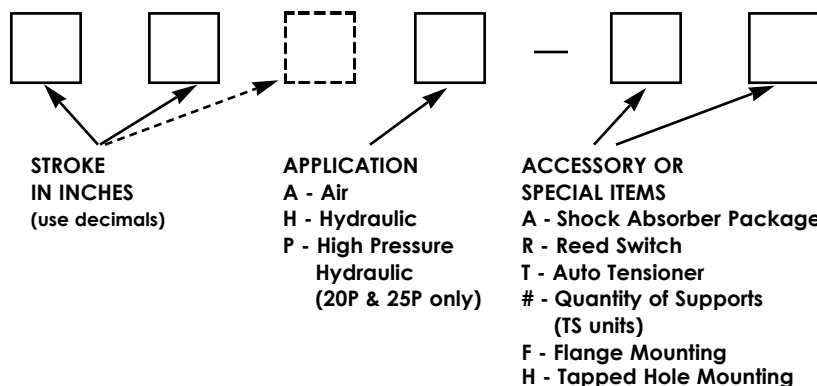 STROKE
IN INCHES
(use decimals)
APPLICATION
A - Air
H - Hydraulic
P - High Pressure
Hydraulic
(20P & 25P only)
ACCESSORY OR
SPECIAL ITEMS
A - Shock Absorber Package
R - Reed Switch
T - Auto Tensioner
# - Quantity of Supports
(TS units)
F - Flange Mounting
H - Tapped Hole Mounting